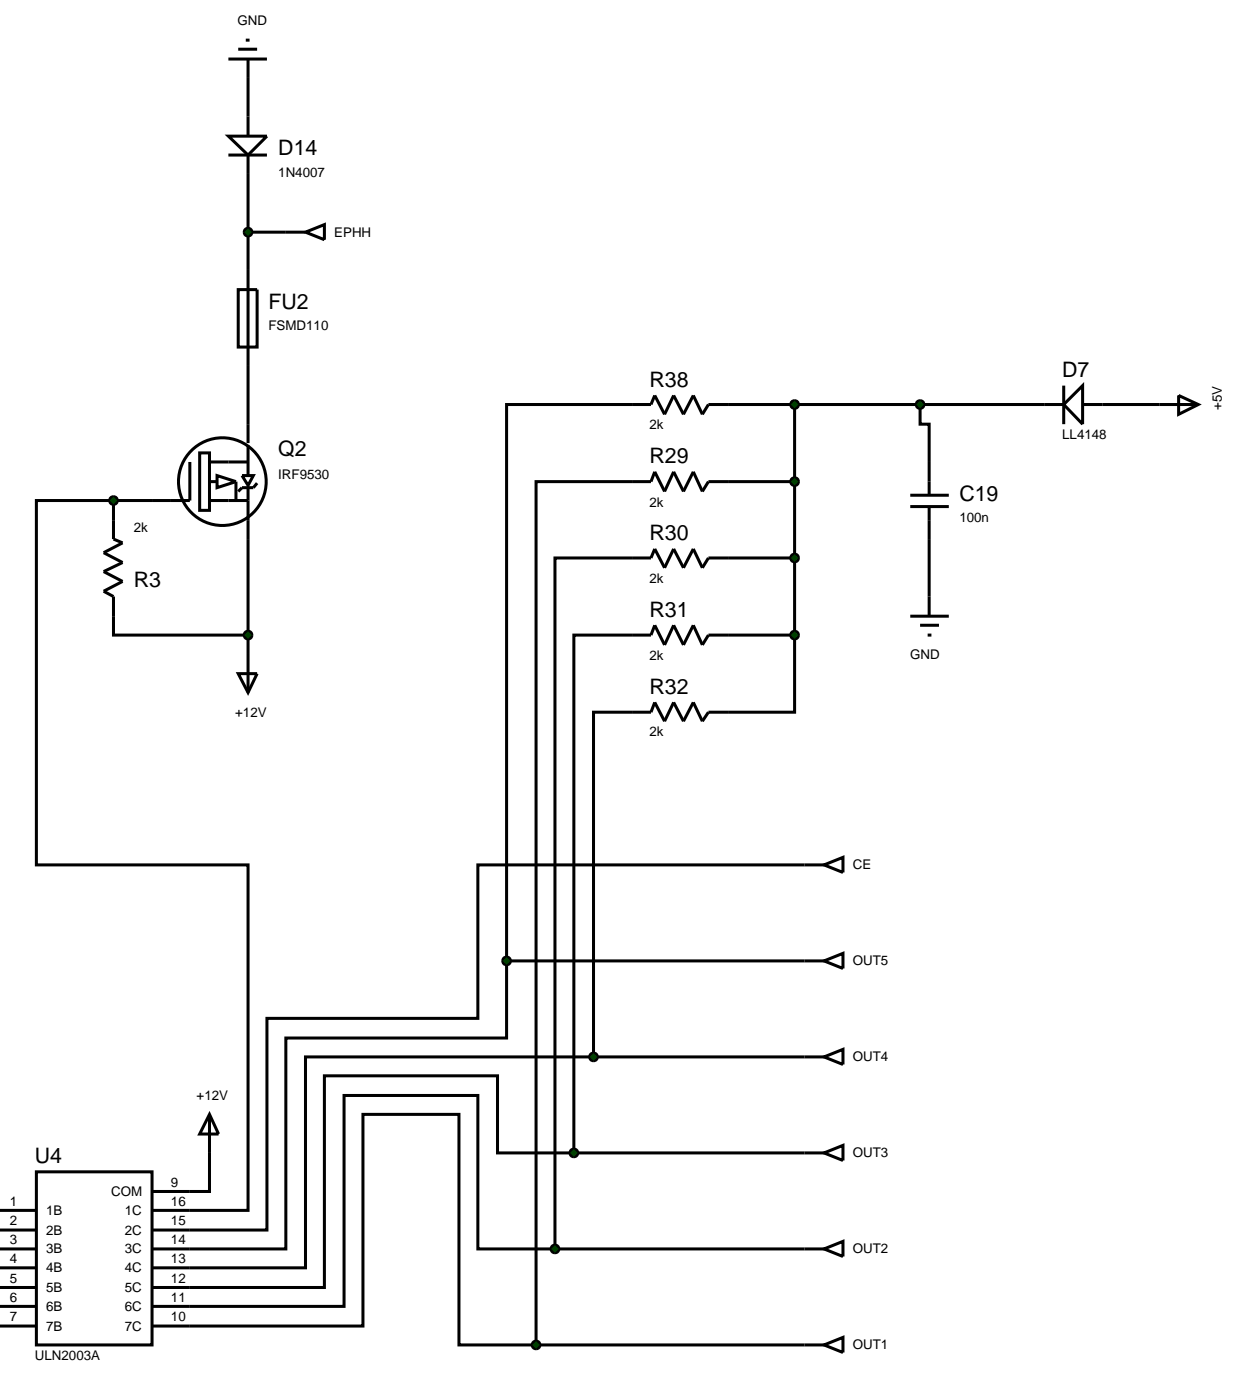 GND
D14
1N4007
EPHH
FU2
FSMD110
Q2
IRF9530
2k
R3
+12V
R38
2k
R29
2k
R30
2k
R31
2k
R32
2k
D7
LL4148
+5V
C19
100n
GND
CE
OUT5
OUT4
OUT3
OUT2
OUT1
+12V
U4
COM 9
1 1B 1C 16
2 2B 2C 15
3 3B 3C 14
4 4B 4C 13
5 5B 5C 12
6 6B 6C 11
7 7B 7C 10
ULN2003A